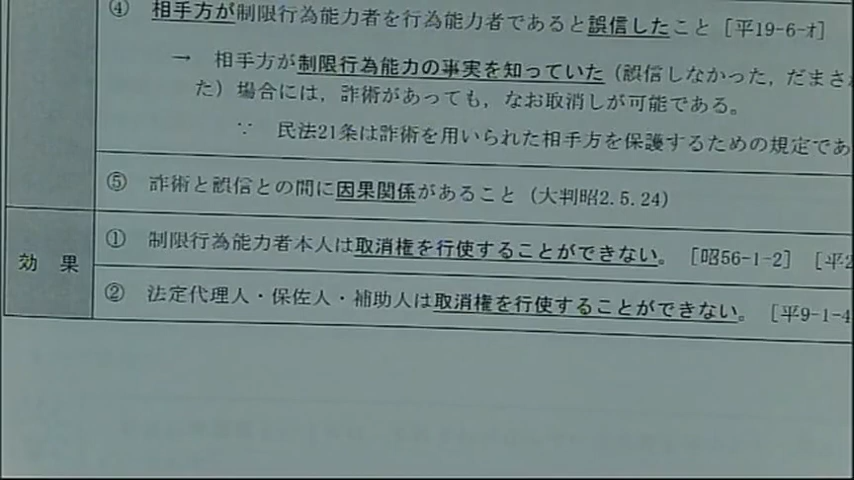 ④ 相手方が制限行為能力者を行為能力者であると誤信したこと[平19-6-オ]
→ 相手方が制限行為能力の事実を知っていた(誤信しなかった,だまされ
た)場合には,詐術があっても,なお取消しが可能である。
∵ 民法21条は詐術を用いられた相手方を保護するための規定であ
⑤ 詐術と誤信との間に因果関係があること(大判昭2.5.24)
効 果
① 制限行為能力者本人は取消権を行使することができない。[昭56-1-2][平2
② 法定代理人・保佐人・補助人は取消権を行使することができない。[平9-1-4